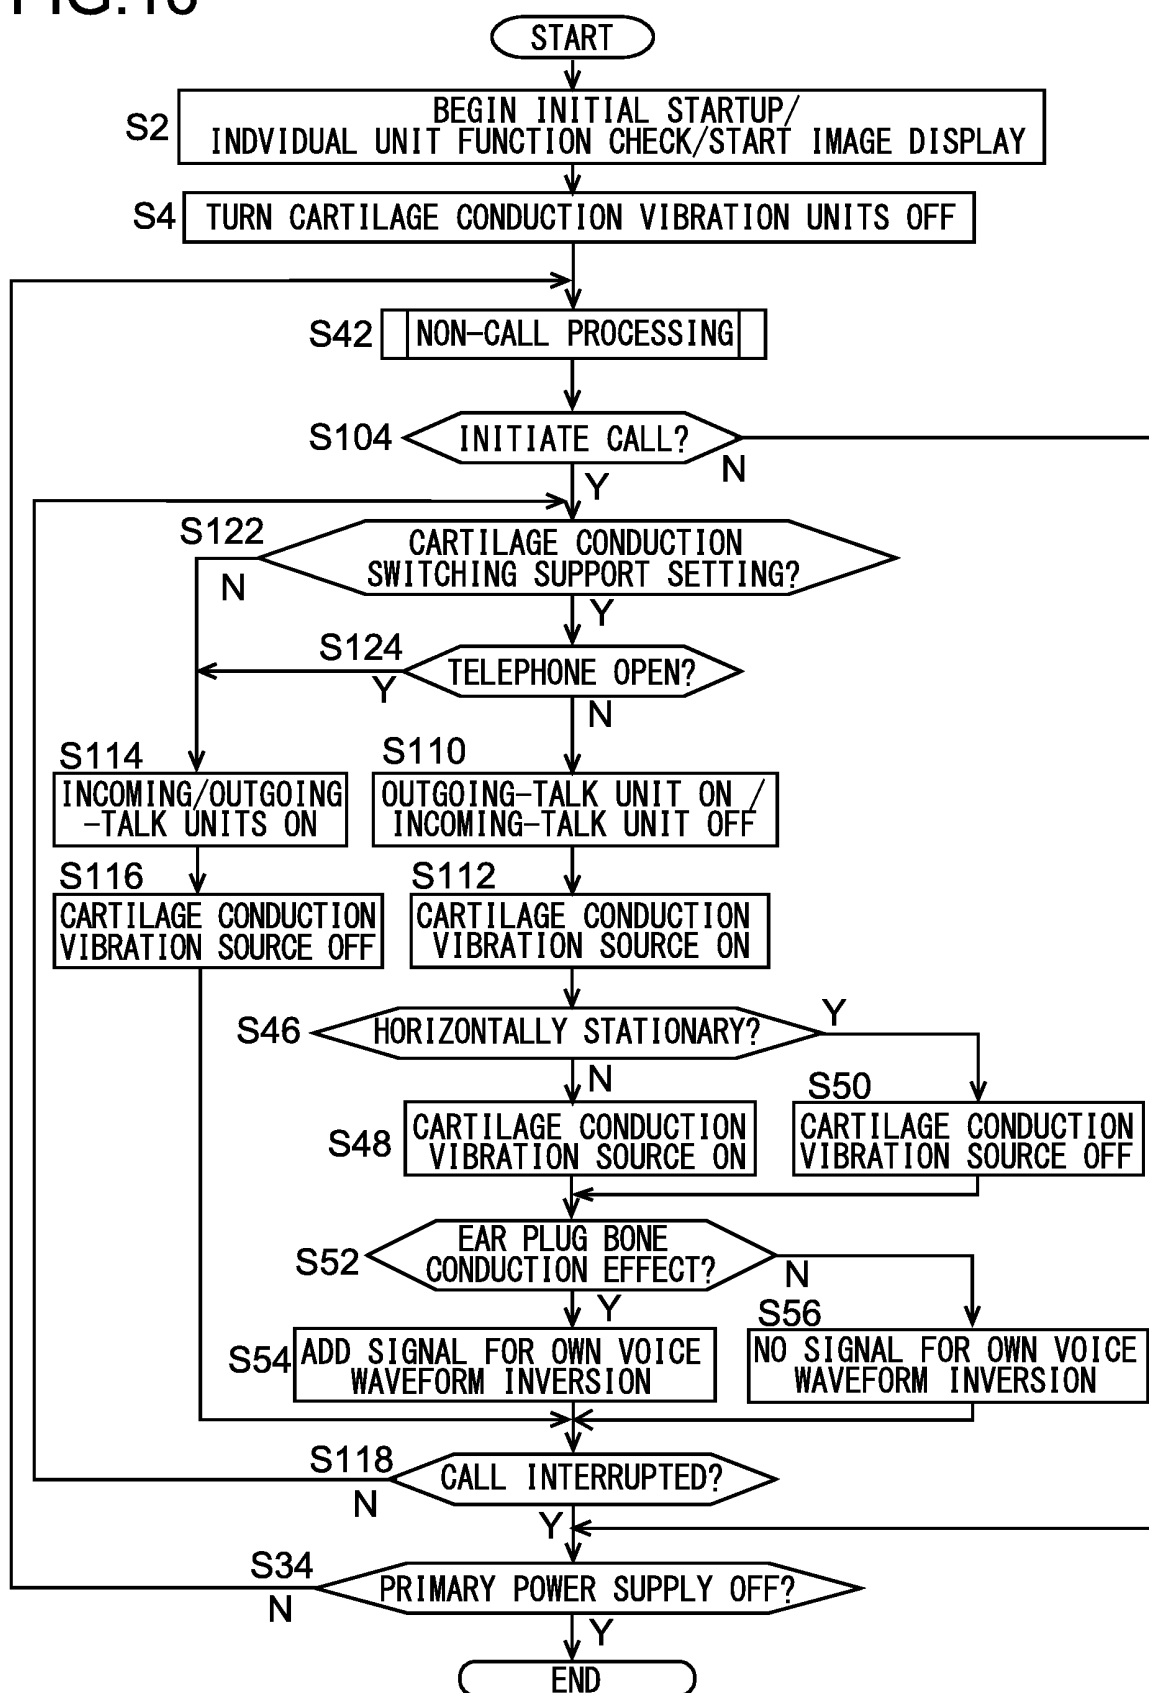 START
S2
BEGIN INITIAL STARTUP/
INDVIDUAL UNIT FUNCTION CHECK/START IMAGE DISPLAY
S4
TURN CARTILAGE CONDUCTION VIBRATION UNITS OFF
S42
NON-CALL PROCESSING
S104
INITIATE CALL?
N
Y
S122
CARTILAGE CONDUCTION
SWITCHING SUPPORT SETTING?
N
Y
S124
TELEPHONE OPEN?
Y
N
S114
INCOMING/OUTGOING
-TALK UNITS ON
S110
OUTGOING-TALK UNIT ON /
INCOMING-TALK UNIT OFF
S116
CARTILAGE CONDUCTION
VIBRATION SOURCE OFF
S112
CARTILAGE CONDUCTION
VIBRATION SOURCE ON
S46
HORIZONTALLY STATIONARY?
Y
N
S48
CARTILAGE CONDUCTION
VIBRATION SOURCE ON
S50
CARTILAGE CONDUCTION
VIBRATION SOURCE OFF
S52
EAR PLUG BONE
CONDUCTION EFFECT?
N
Y
S54
ADD SIGNAL FOR OWN VOICE
WAVEFORM INVERSION
S56
NO SIGNAL FOR OWN VOICE
WAVEFORM INVERSION
S118
CALL INTERRUPTED?
N
Y
S34
PRIMARY POWER SUPPLY OFF?
N
Y
END